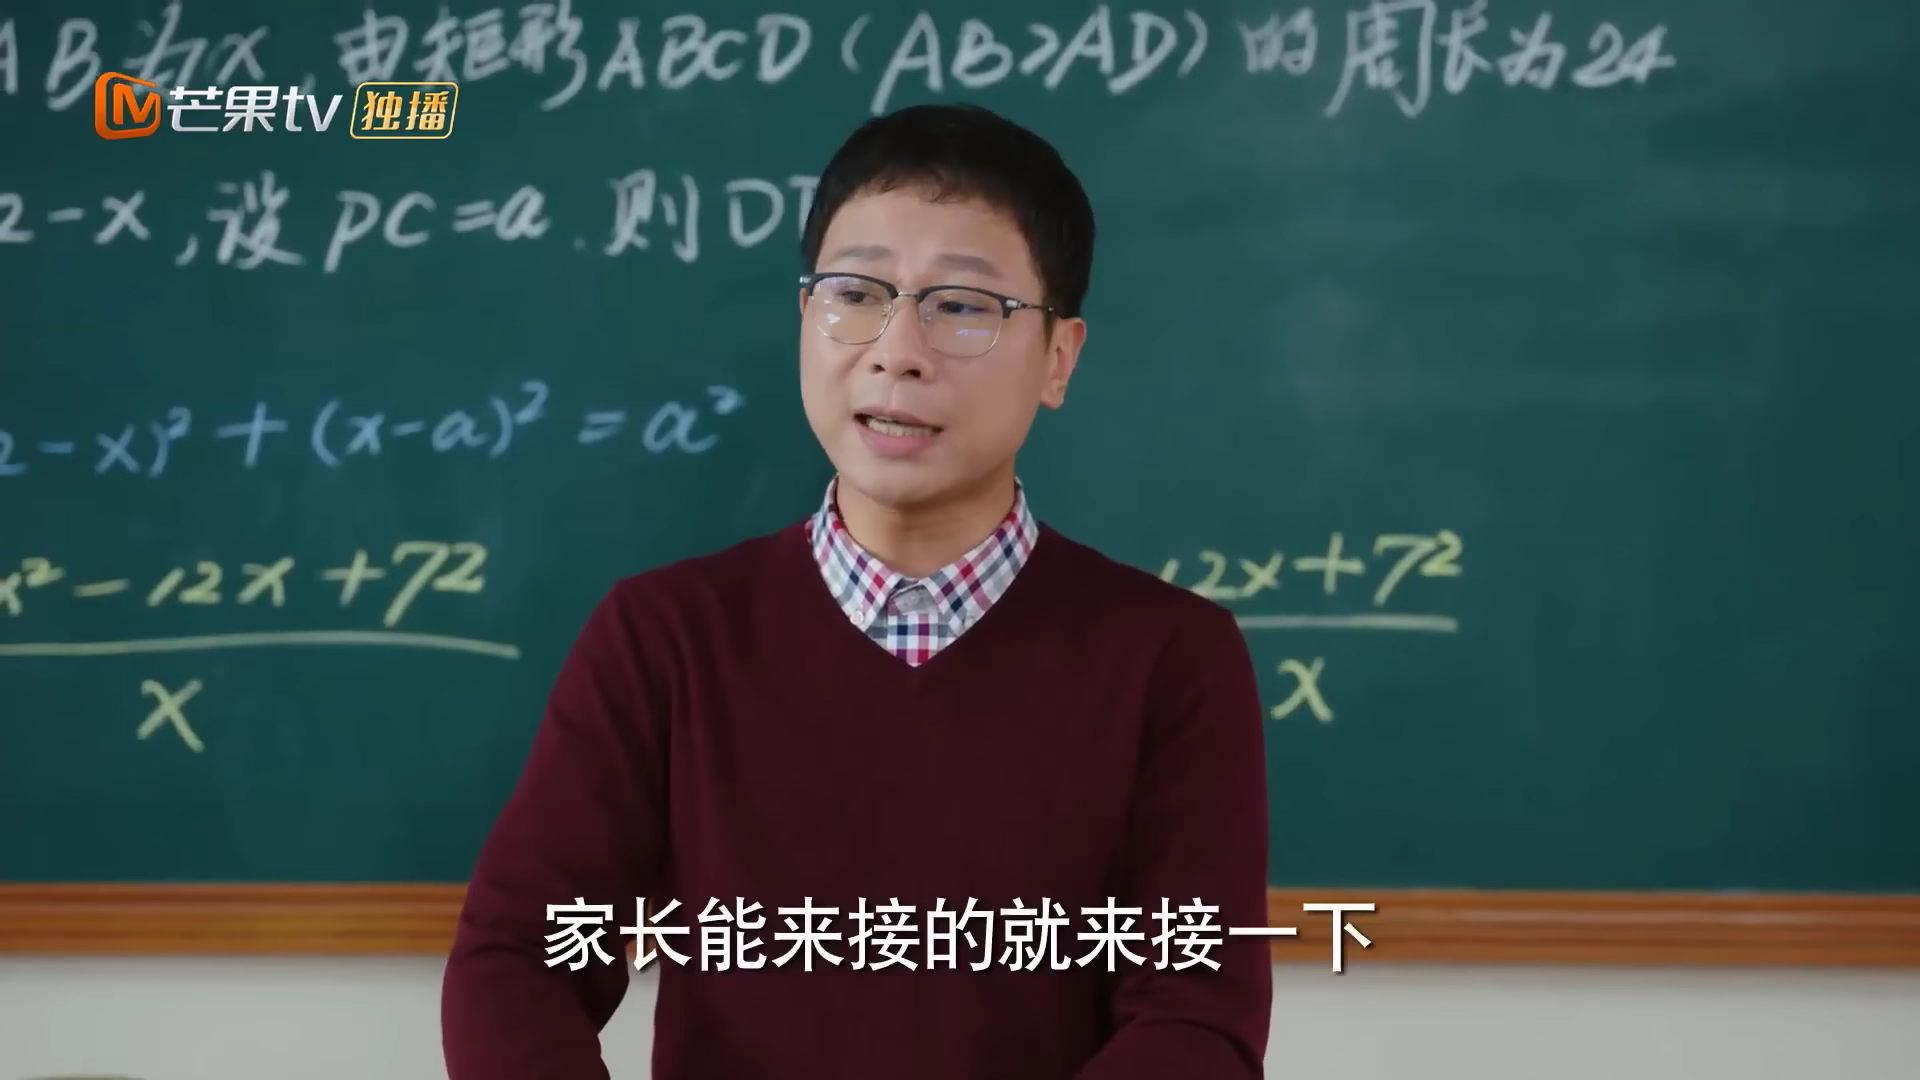 AB为x,由矩形ABCD(AB>AD)的周长为24
芒果tv 独播
2-x,设PC=a.则D
2-x)²+(x-a)²=a²
x²-12x+72
x
12x+72
x
家长能来接的就来接一下